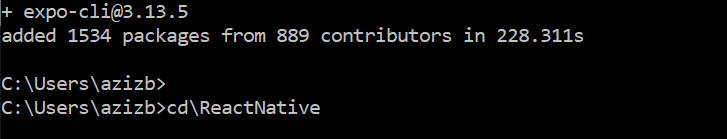 + expo-cli@3.13.5
added 1534 packages from 889 contributors in 228.311s
C:\Users\azizb>
C:\Users\azizb>cd\ReactNative